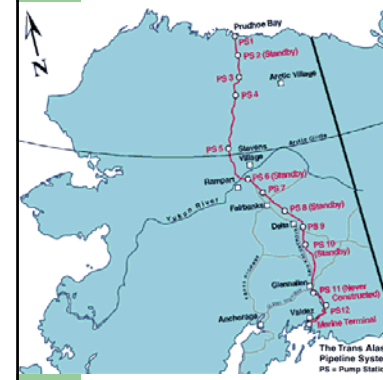 Prudhoe Bay
PS 1
PS 2 (Standby)
PS 3
Arctic Village
PS 4
Arctic Circle
PS 5
Stevens
Village
PS 6 (Standby)
Rampart
PS 7
Yukon River
Fairbanks
PS 8 (Standby)
Delta
PS 9
PS 10
(Standby)
Glennallen
PS 11 (Never
Constructed)
PS12
Anchorage
Valdez
Marine Terminal
The Trans Alas
Pipeline Syste
PS = Pump Static
N